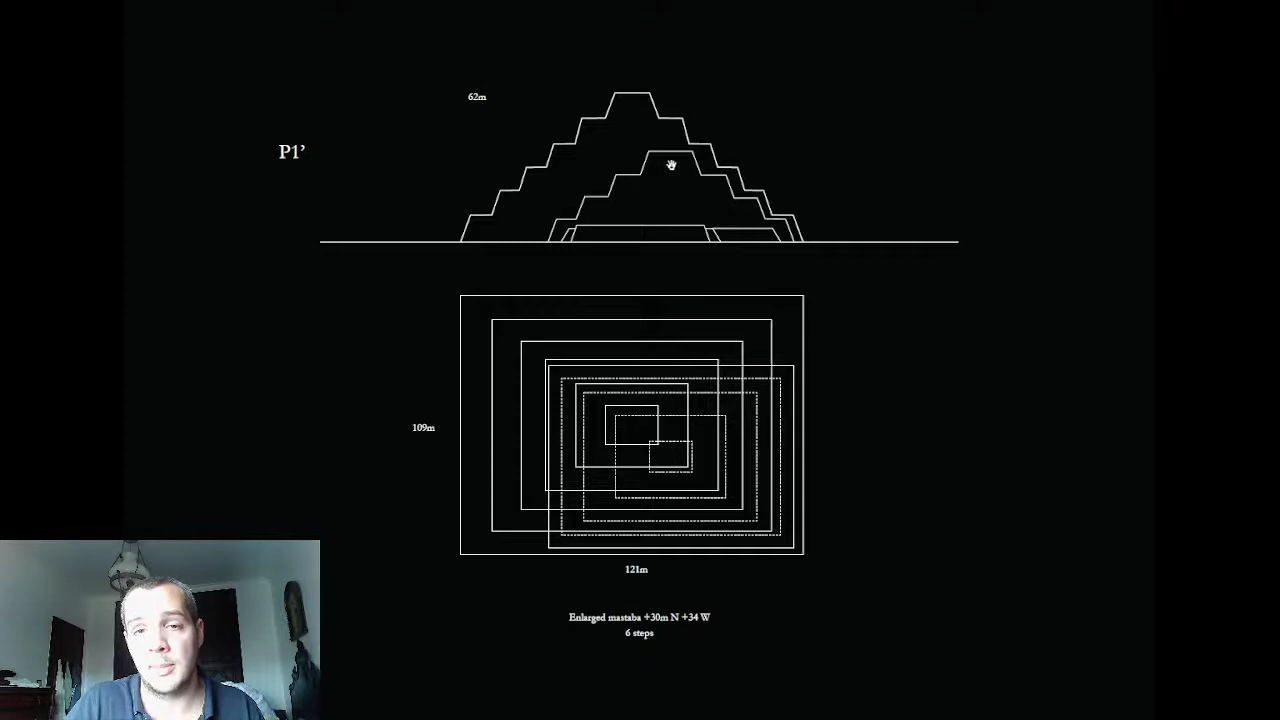 62m
P1’
109m
121m
Enlarged mastaba +30m N +34 W
6 steps